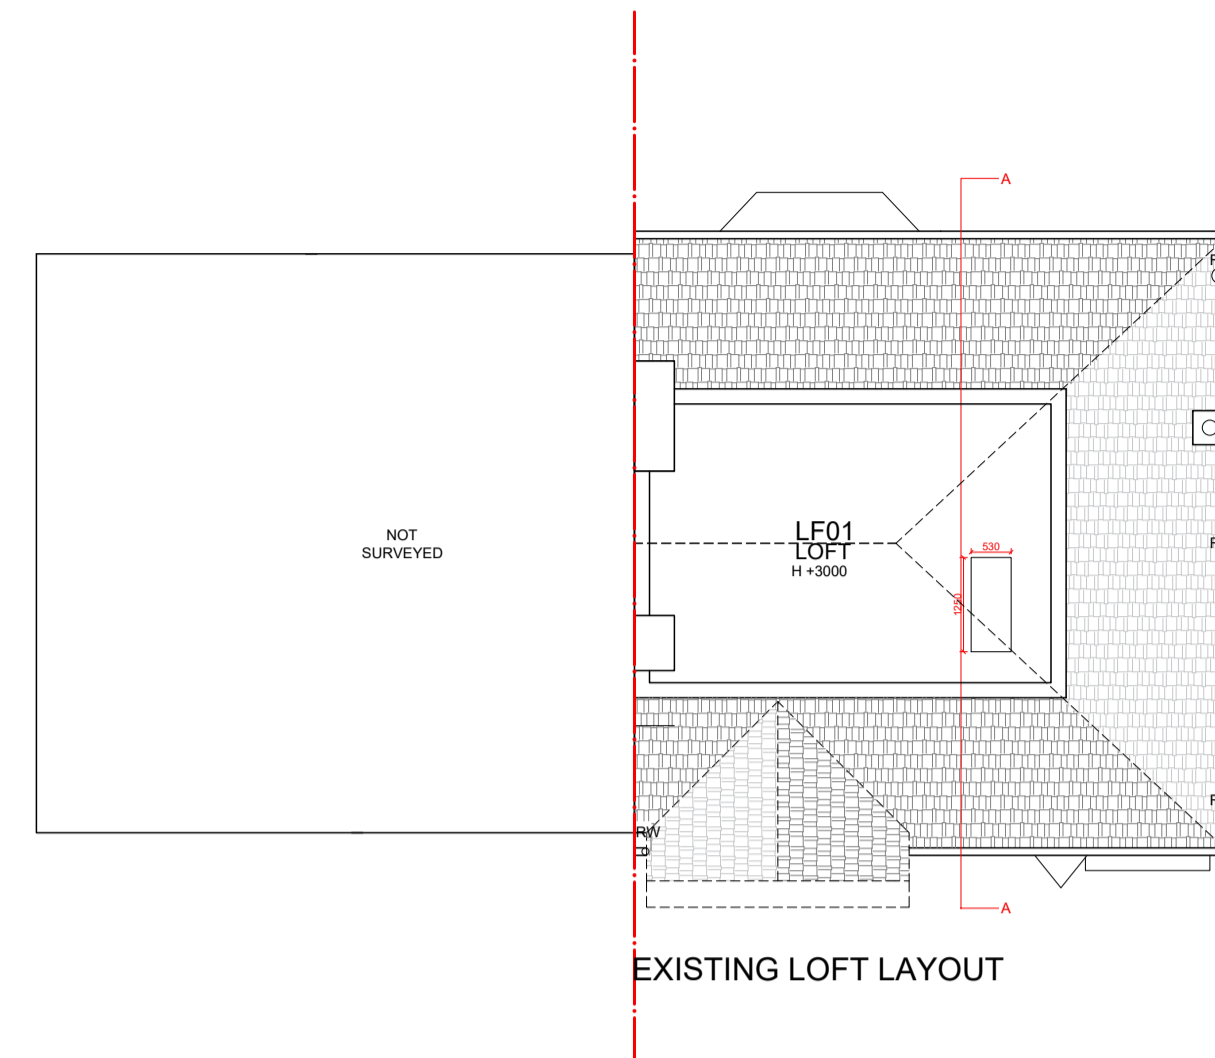 A
NOT
SURVEYED
LF01
LOFT
H +3000
530
1250
RW
A
EXISTING LOFT LAYOUT